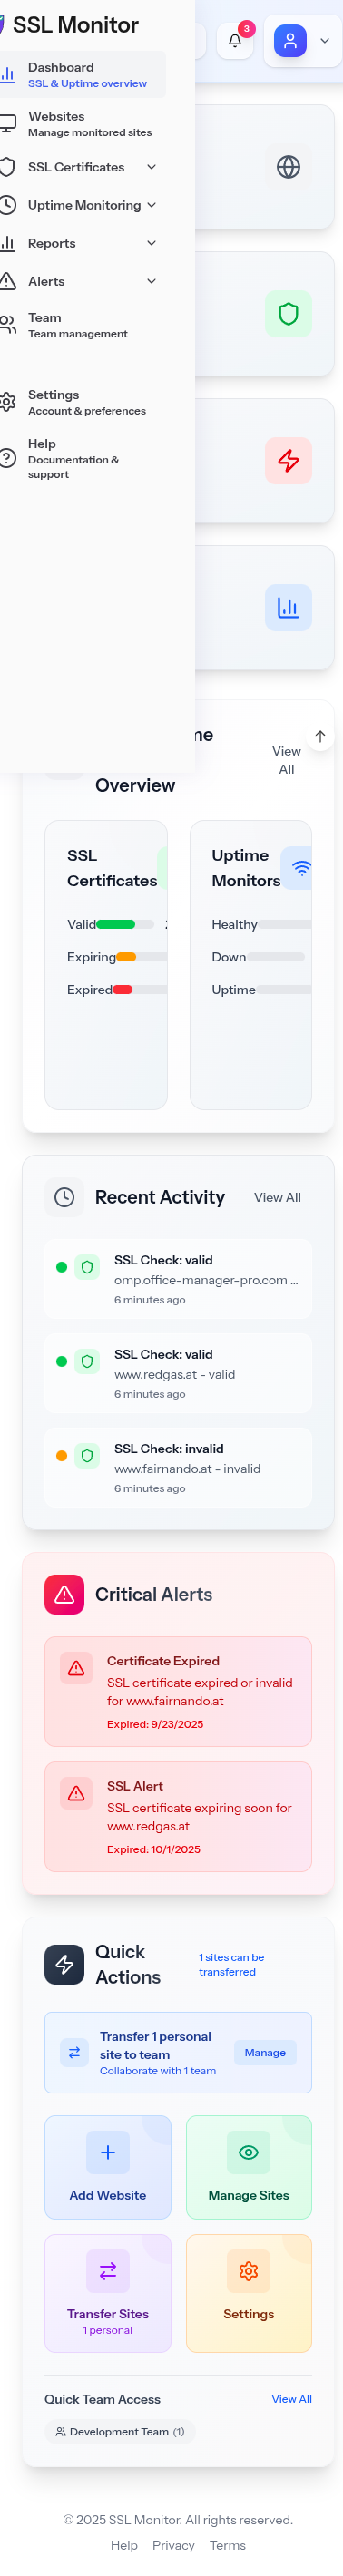 SSL Monitor
3
Dashboard
SSL & Uptime overview
Websites
Manage monitored sites
SSL Certificates
Uptime Monitoring
Reports
Alerts
Team
Team management
Settings
Account & preferences
Help
Documentation &
support
me
Overview
View
All
SSL
Certificates
Valid
Expiring
Expired
Uptime
Monitors
Healthy
Down
Uptime
Recent Activity
View All
SSL Check: valid
omp.office-manager-pro.com ...
6 minutes ago
SSL Check: valid
www.redgas.at - valid
6 minutes ago
SSL Check: invalid
www.fairnando.at - invalid
6 minutes ago
Critical Alerts
Certificate Expired
SSL certificate expired or invalid
for www.fairnando.at
Expired: 9/23/2025
SSL Alert
SSL certificate expiring soon for
www.redgas.at
Expired: 10/1/2025
Quick
Actions
1 sites can be
transferred
Transfer 1 personal
site to team
Collaborate with 1 team
Manage
Add Website
Manage Sites
Transfer Sites
1 personal
Settings
Quick Team Access
View All
Development Team (1)
© 2025 SSL Monitor. All rights reserved.
Help Privacy Terms